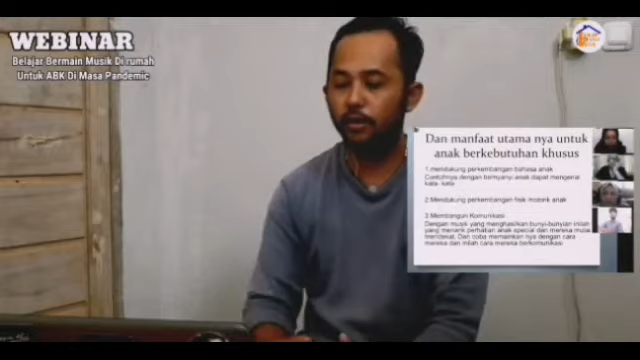 WEBINAR
Belajar Bermain Musik Di rumah
Untuk ABK Di Masa Pandemic
Dan manfaat utama nya untuk
anak berkebutuhan khusus
1.mendukung perkembangan bahasa anak
Contohnya dengan bernyanyi anak dapat mengenal
kata- kata
2.Mendukung perkembangan fisik motorik anak
3.Membangun Komunikasi
Dengan musik yang menghasilkan bunyi-bunyian inilah
yang menarik perhatian anak special dan mereka mulai
mendekat. Dan coba memainkan nya dengan cara
mereka dan inilah cara mereka berkomunikasi